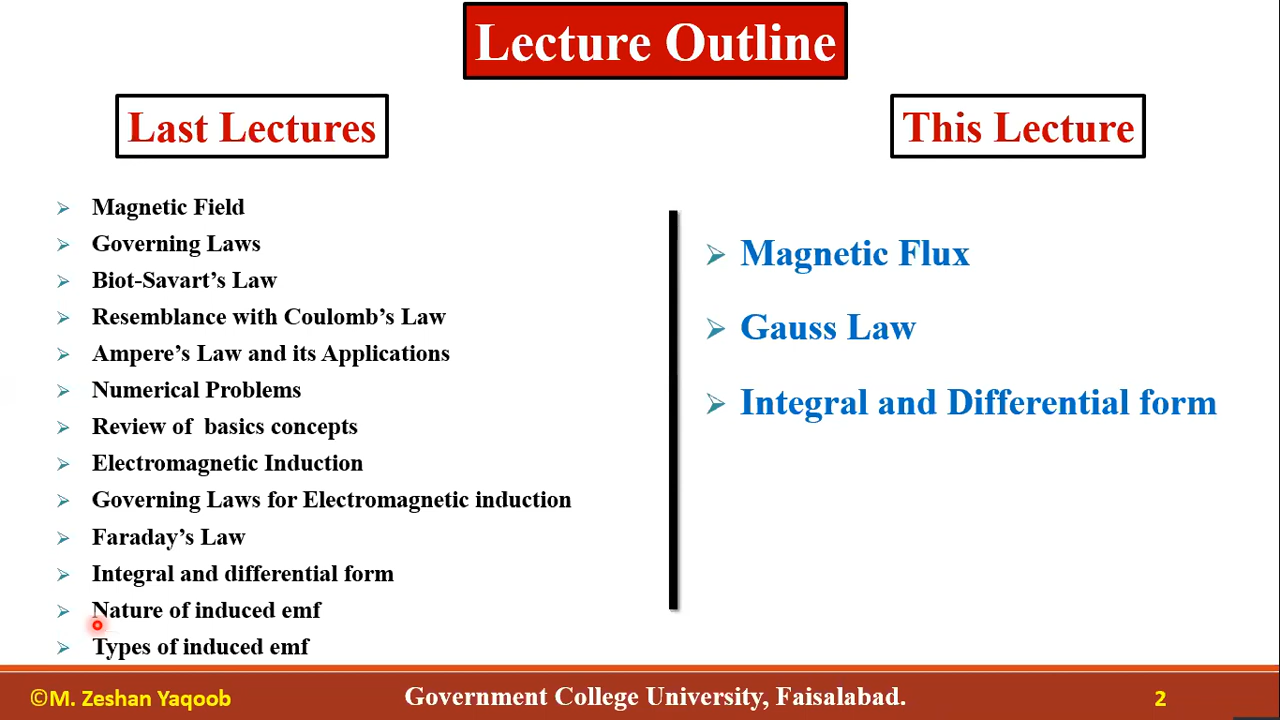 Lecture Outline
Last Lectures
Magnetic Field
Governing Laws
Biot-Savart’s Law
Resemblance with Coulomb’s Law
Ampere’s Law and its Applications
Numerical Problems
Review of basics concepts
Electromagnetic Induction
Governing Laws for Electromagnetic induction
Faraday’s Law
Integral and differential form
Nature of induced emf
Types of induced emf
This Lecture
Magnetic Flux
Gauss Law
Integral and Differential form
©M. Zeshan Yaqoob
Government College University, Faisalabad.
2